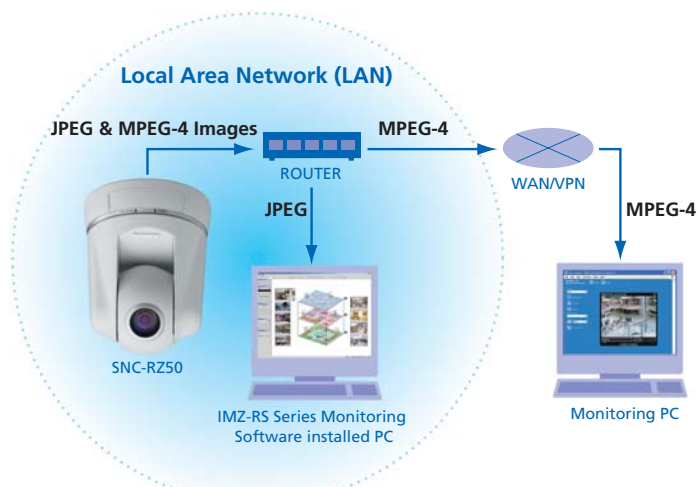 Local Area Network (LAN)
JPEG & MPEG-4 Images
MPEG-4
ROUTER
WAN/VPN
JPEG
MPEG-4
SNC-RZ50
IMZ-RS Series Monitoring
Software installed PC
Monitoring PC